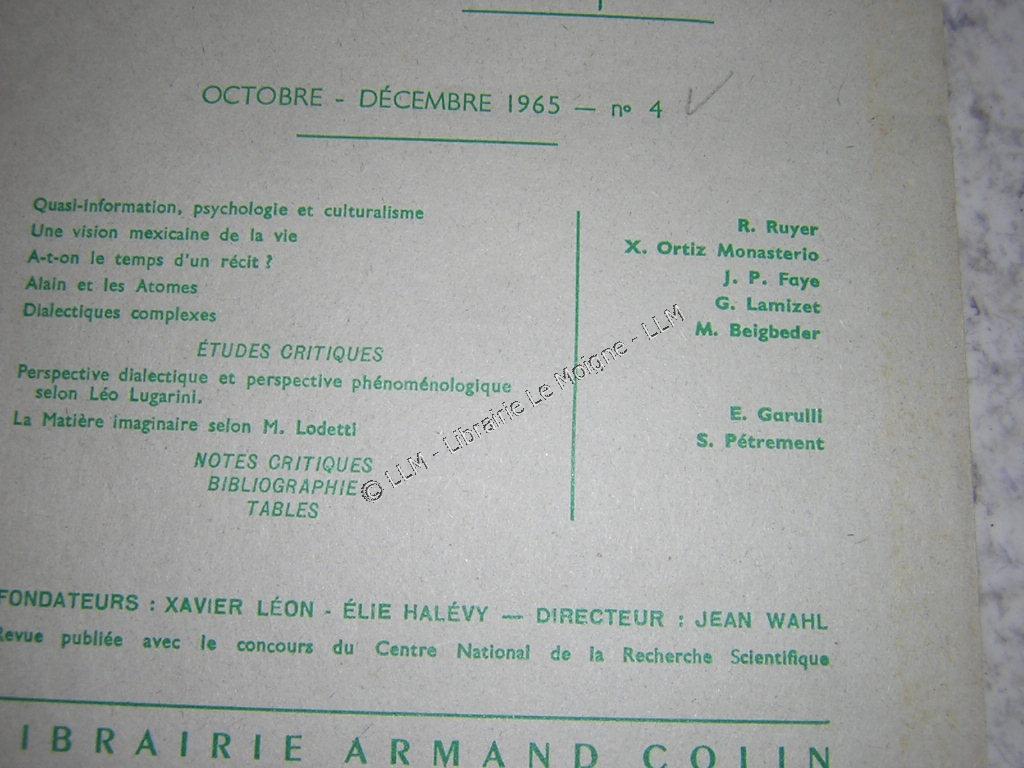 OCTOBRE - DÉCEMBRE 1965 — nº 4
Quasi-information, psychologie et culturalisme R. Ruyer
Une vision mexicaine de la vie X. Ortiz Monasterio
A-t-on le temps d'un récit ? J. P. Faye
Alain et les Atomes G. Lamizet
Dialectiques complexes M. Beigbeder
ÉTUDES CRITIQUES
Perspective dialectique et perspective phénoménologique
selon Léo Lugarini. E. Garulli
La Matière imaginaire selon M. Lodetti S. Pétrement
NOTES CRITIQUES
BIBLIOGRAPHIE
TABLES
© LLM - Librairie Le Moigne - LLM
FONDATEURS : XAVIER LÉON - ÉLIE HALÉVY — DIRECTEUR : JEAN WAHL
Revue publiée avec le concours du Centre National de la Recherche Scientifique
IBRAIRIE ARMAND COLIN